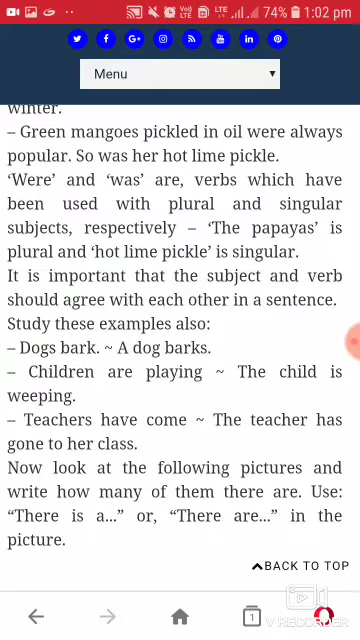 Vo)) LTE LTE 74% 1:02 pm
Menu
winter.
– Green mangoes pickled in oil were always
popular. So was her hot lime pickle.
‘Were’ and ‘was’ are, verbs which have
been used with plural and singular
subjects, respectively – ‘The papayas’ is
plural and ‘hot lime pickle’ is singular.
It is important that the subject and verb
should agree with each other in a sentence.
Study these examples also:
– Dogs bark. ~ A dog barks.
– Children are playing ~ The child is
weeping.
– Teachers have come ~ The teacher has
gone to her class.
Now look at the following pictures and
write how many of them there are. Use:
“There is a...” or, “There are...” in the
picture.
BACK TO TOP
1
V RECORDER